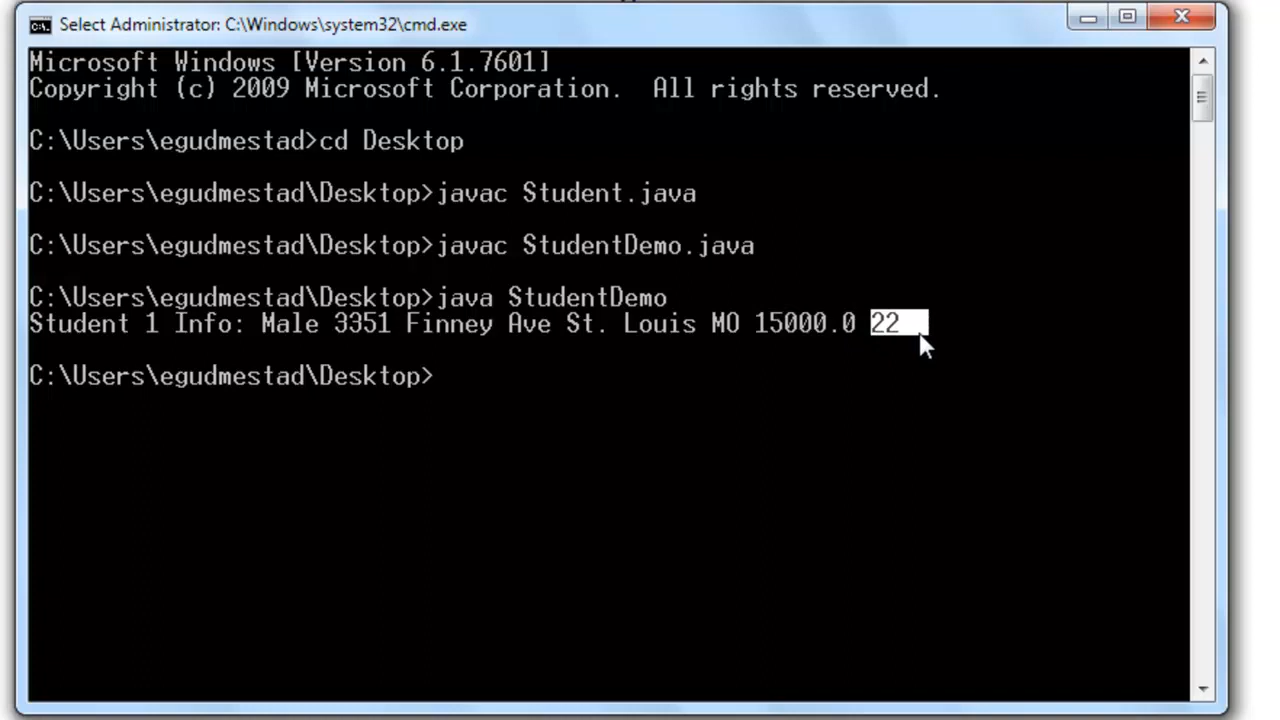 Select Administrator: C:\Windows\system32\cmd.exe
Microsoft Windows [Version 6.1.7601]
Copyright (c) 2009 Microsoft Corporation.  All rights reserved.
C:\Users\egudmestad>cd Desktop
C:\Users\egudmestad\Desktop>javac Student.java
C:\Users\egudmestad\Desktop>javac StudentDemo.java
C:\Users\egudmestad\Desktop>java StudentDemo
Student 1 Info: Male 3351 Finney Ave St. Louis MO 15000.0 22
C:\Users\egudmestad\Desktop>